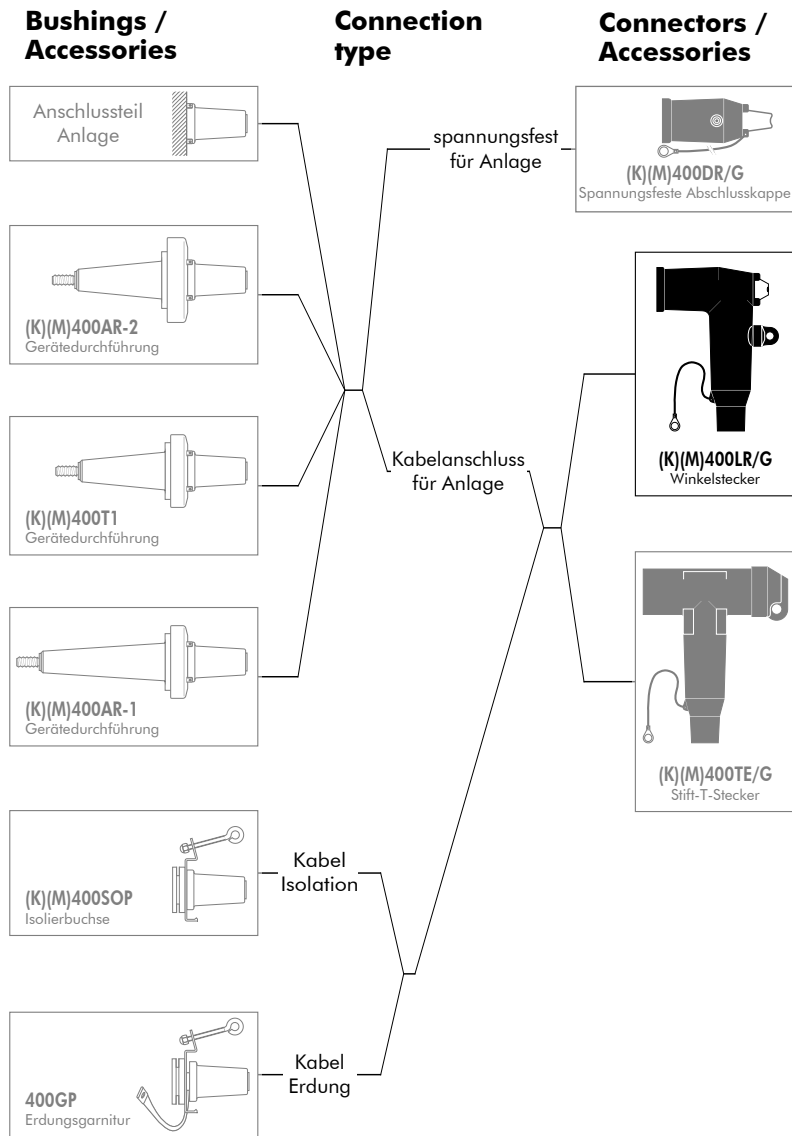 Bushings /
Accessories
Connection
type
Connectors /
Accessories
Anschlussteil
Anlage
(K)(M)400AR-2
Gerätedurchführung
(K)(M)400T1
Gerätedurchführung
(K)(M)400AR-1
Gerätedurchführung
(K)(M)400SOP
Isolierbuchse
400GP
Erdungsgarnitur
spannungsfest
für Anlage
Kabelanschluss
für Anlage
Kabel
Isolation
Kabel
Erdung
(K)(M)400DR/G
Spannungsfeste Abschlusskappe
(K)(M)400LR/G
Winkelstecker
(K)(M)400TE/G
Stift-T-Stecker